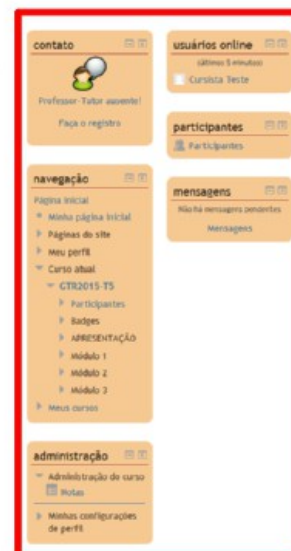 contato
Professor-Tutor ausente!
Faça o registro
navegação
Página inicial
Minha página inicial
Páginas do site
Meu perfil
Curso atual
GTR2015-T5
Participantes
Badges
APRESENTAÇÃO
Módulo 1
Módulo 2
Módulo 3
Meus cursos
administração
Administração do curso
Notas
Minhas configurações
de perfil
usuários online
(últimos 5 minutos)
Cursista Teste
participantes
Participantes
mensagens
Não há mensagens pendentes
Mensagens